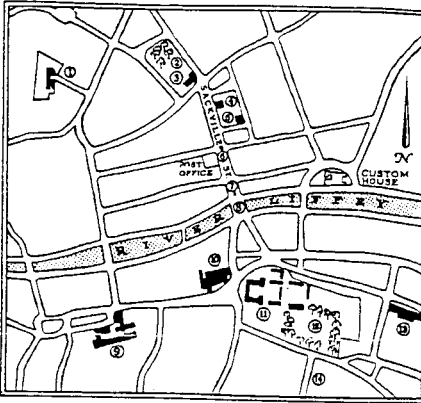 ①
②
③
④
⑤
SACKVILLE ST.
⑥
POST
OFFICE
N
CUSTOM
HOUSE
⑦
⑧
RIVER LIFFEY
⑩
⑪
⑫
⑬
⑨
⑭